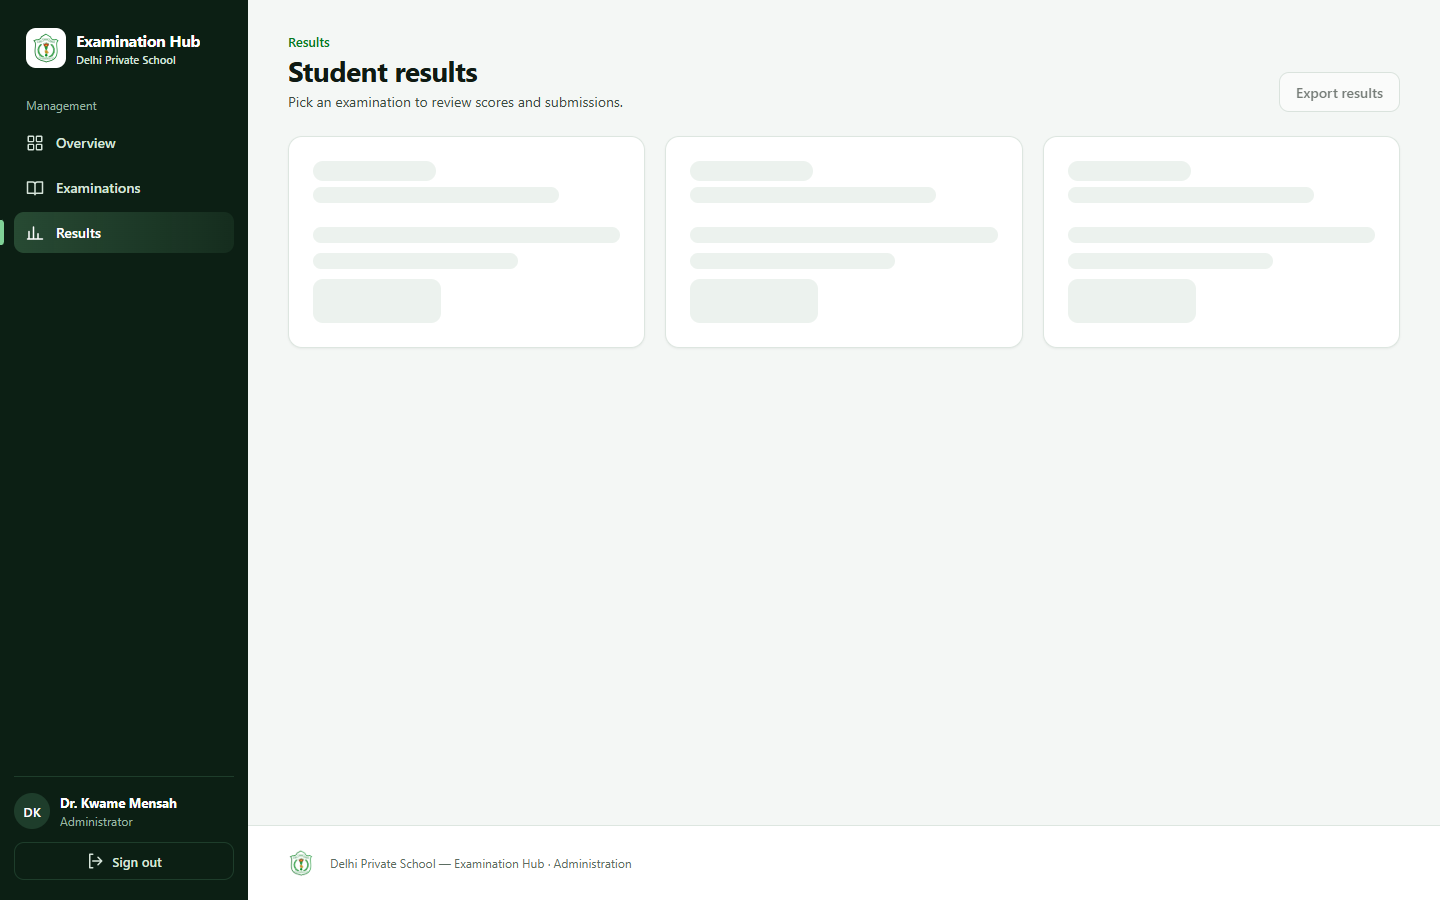 Examination Hub
Delhi Private School
Management
Overview
Examinations
Results
DK
Dr. Kwame Mensah
Administrator
Sign out
Results
Student results
Pick an examination to review scores and submissions.
Export results
Delhi Private School — Examination Hub · Administration